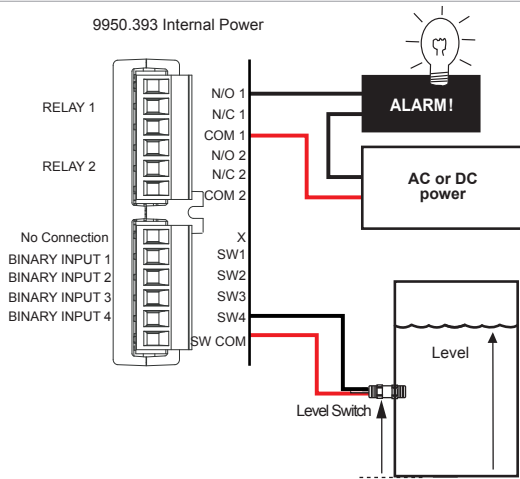 9950.393 Internal Power
RELAY 1
RELAY 2
N/O 1
N/C 1
COM 1
N/O 2
N/C 2
COM 2
ALARM!
AC or DC
power
No Connection
BINARY INPUT 1
BINARY INPUT 2
BINARY INPUT 3
BINARY INPUT 4
X
SW1
SW2
SW3
SW4
SW COM
Level
Level Switch